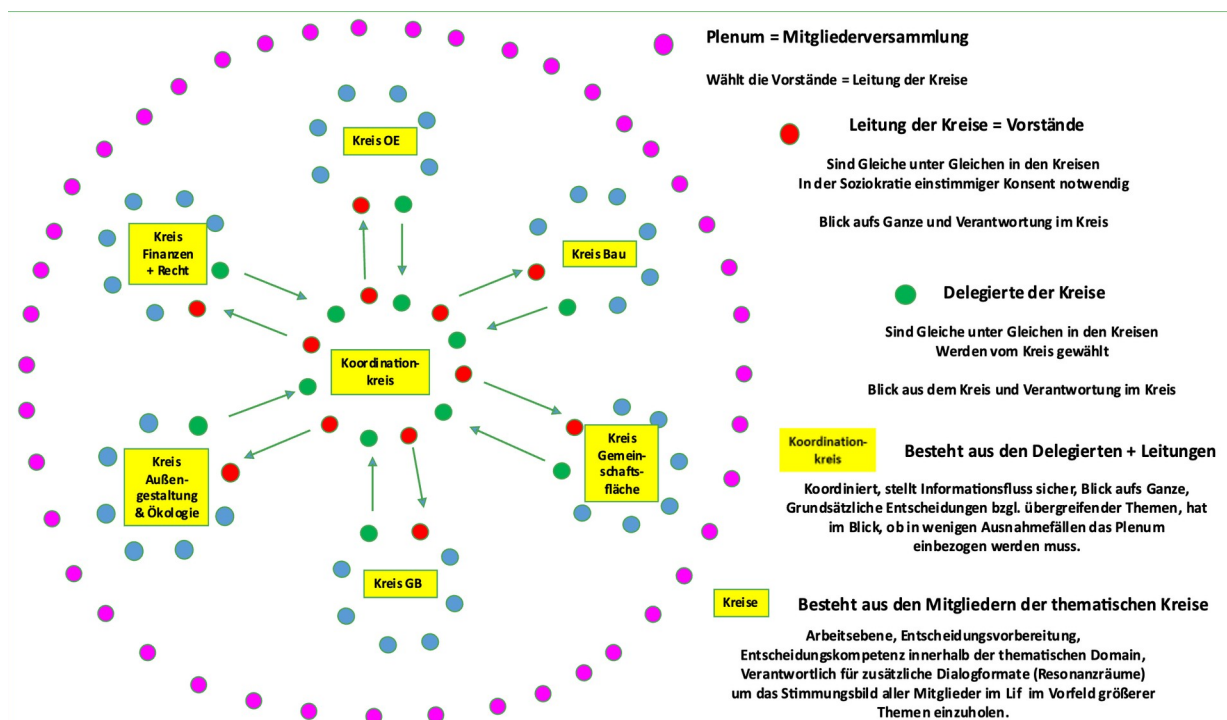 Plenum = Mitgliederversammlung
Wählt die Vorstände = Leitung der Kreise
Leitung der Kreise = Vorstände
Sind Gleiche unter Gleichen in den Kreisen
In der Soziokratie einstimmiger Konsent notwendig
Blick aufs Ganze und Verantwortung im Kreis
Delegierte der Kreise
Sind Gleiche unter Gleichen in den Kreisen
Werden vom Kreis gewählt
Blick aus dem Kreis und Verantwortung im Kreis
Koordination-
kreis
Besteht aus den Delegierten + Leitungen
Koordiniert, stellt Informationsfluss sicher, Blick aufs Ganze,
Grundsätzliche Entscheidungen bzgl. übergreifender Themen, hat
im Blick, ob in wenigen Ausnahmefällen das Plenum
einbezogen werden muss.
Kreise
Besteht aus den Mitgliedern der thematischen Kreise
Arbeitsebene, Entscheidungsvorbereitung,
Entscheidungskompetenz innerhalb der thematischen Domain,
Verantwortlich für zusätzliche Dialogformate (Resonanzräume)
um das Stimmungsbild aller Mitglieder im Lif im Vorfeld größerer
Themen einzuholen.
Kreis OE
Kreis
Finanzen
+ Recht
Kreis Bau
Koordination-
kreis
Kreis
Außen-
gestaltung
& Ökologie
Kreis
Gemein-
schafts-
fläche
Kreis GB